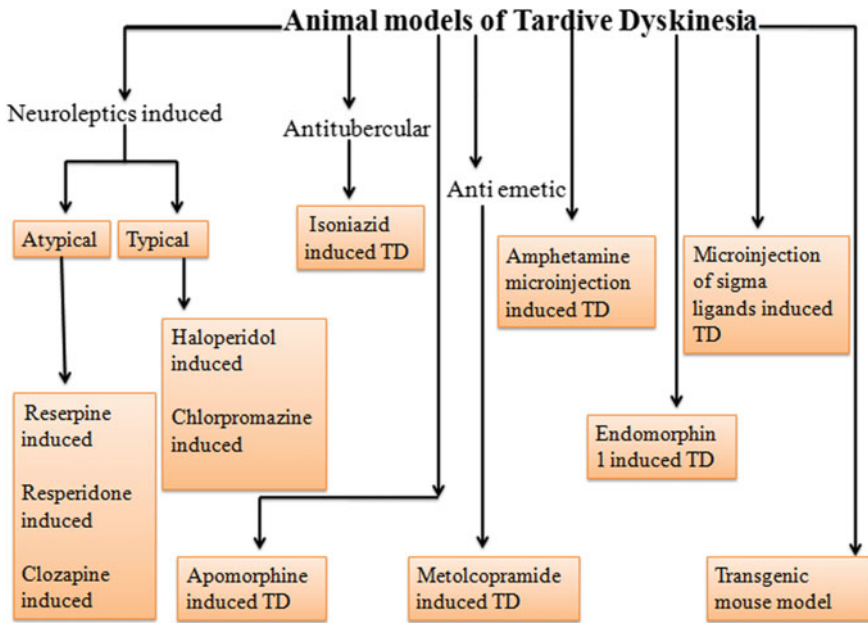 Animal models of Tardive Dyskinesia
Neuroleptics induced
Antitubercular
Anti emetic
Atypical
Typical
Isoniazid
induced TD
Amphetamine
microinjection
induced TD
Microinjection
of sigma
ligands induced
TD
Haloperidol
induced
Chlorpromazine
induced
Reserpine
induced
Resperidone
induced
Clozapine
induced
Endomorphin
1 induced TD
Apomorphine
induced TD
Metolcopramide
induced TD
Transgenic
mouse model